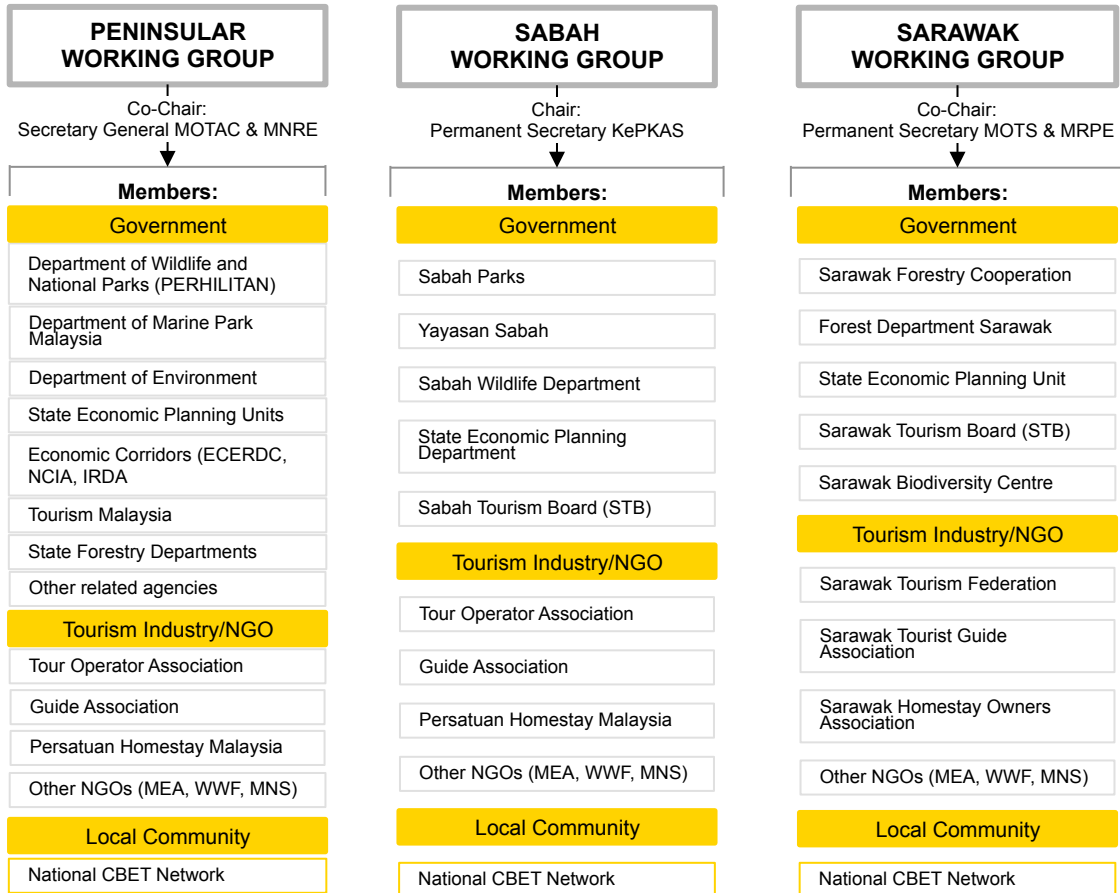 PENINSULAR
WORKING GROUP
Co-Chair:
Secretary General MOTAC & MNRE
Members:
Government
Department of Wildlife and
National Parks (PERHILITAN)
Department of Marine Park
Malaysia
Department of Environment
State Economic Planning Units
Economic Corridors (ECERDC,
NCIA, IRDA
Tourism Malaysia
State Forestry Departments
Other related agencies
Tourism Industry/NGO
Tour Operator Association
Guide Association
Persatuan Homestay Malaysia
Other NGOs (MEA, WWF, MNS)
Local Community
National CBET Network
SABAH
WORKING GROUP
Chair:
Permanent Secretary KePKAS
Members:
Government
Sabah Parks
Yayasan Sabah
Sabah Wildlife Department
State Economic Planning
Department
Sabah Tourism Board (STB)
Tourism Industry/NGO
Tour Operator Association
Guide Association
Persatuan Homestay Malaysia
Other NGOs (MEA, WWF, MNS)
Local Community
National CBET Network
SARAWAK
WORKING GROUP
Co-Chair:
Permanent Secretary MOTS & MRPE
Members:
Government
Sarawak Forestry Cooperation
Forest Department Sarawak
State Economic Planning Unit
Sarawak Tourism Board (STB)
Sarawak Biodiversity Centre
Tourism Industry/NGO
Sarawak Tourism Federation
Sarawak Tourist Guide
Association
Sarawak Homestay Owners
Association
Other NGOs (MEA, WWF, MNS)
Local Community
National CBET Network